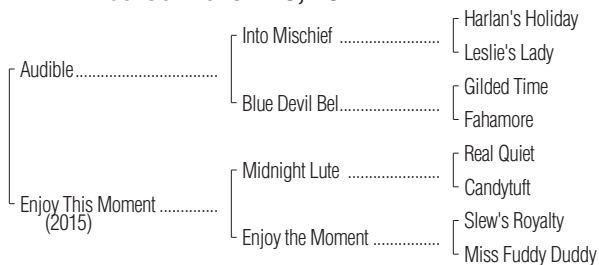 Harlan's Holiday
Into Mischief ........................
Leslie's Lady
Audible..................................
Gilded Time
Blue Devil Bel........................
Fahamore
Real Quiet
Midnight Lute ......................
Candytuft
Enjoy This Moment ..............
(2015)
Slew's Royalty
Enjoy the Moment ................
Miss Fuddy Duddy